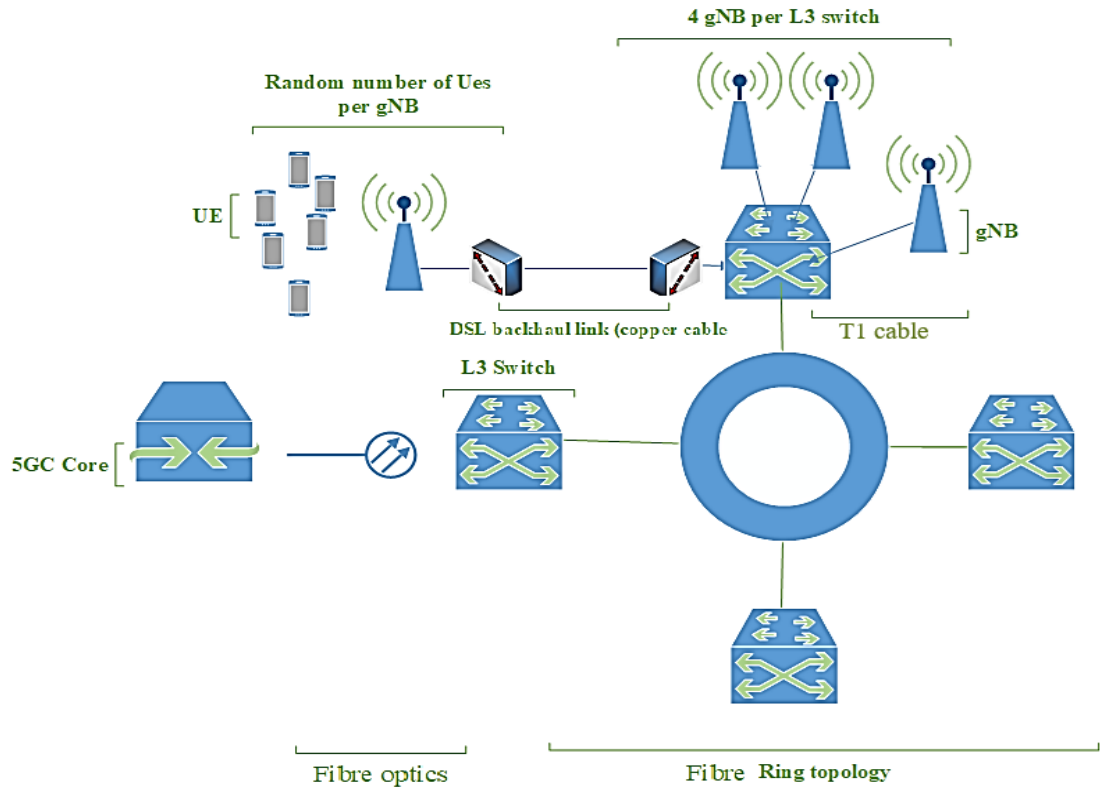 4 gNB per L3 switch
Random number of Ues
per gNB
UE
gNB
DSL backhaul link (copper cable
T1 cable
L3 Switch
5GC Core
Fibre optics
Fibre Ring topology